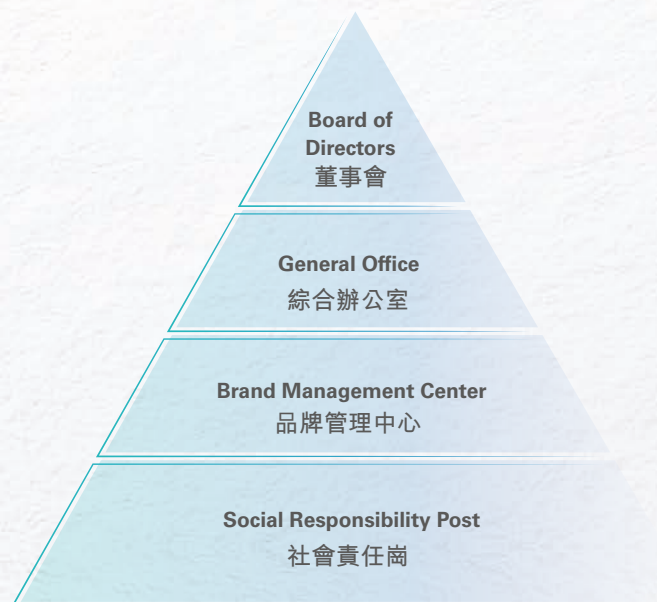 Board of
Directors
董事會
General Office
綜合辦公室
Brand Management Center
品牌管理中心
Social Responsibility Post
社會責任崗